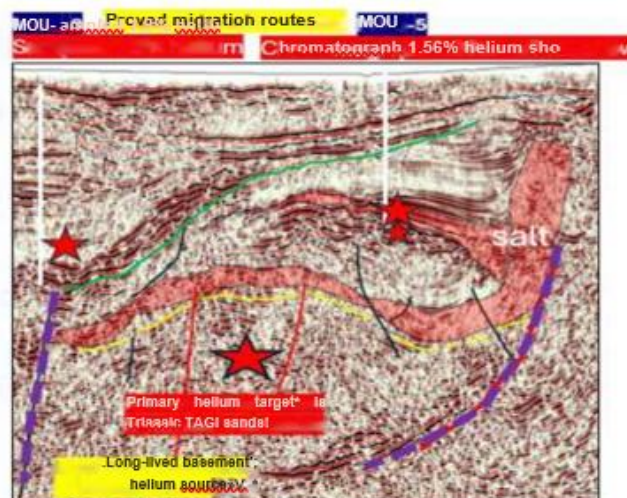 MOU- Proved migration routes MOU -5
Chromatograph 1.56% helium sho
salt
Primary helium target* is
Triassic TAGI sands!
"Long-lived basement":
helium source